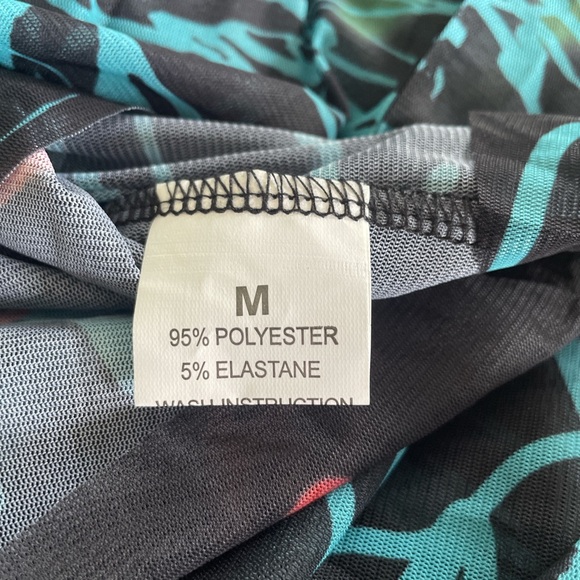 M
95% POLYESTER
5% ELASTANE
WASH INSTRUCTION